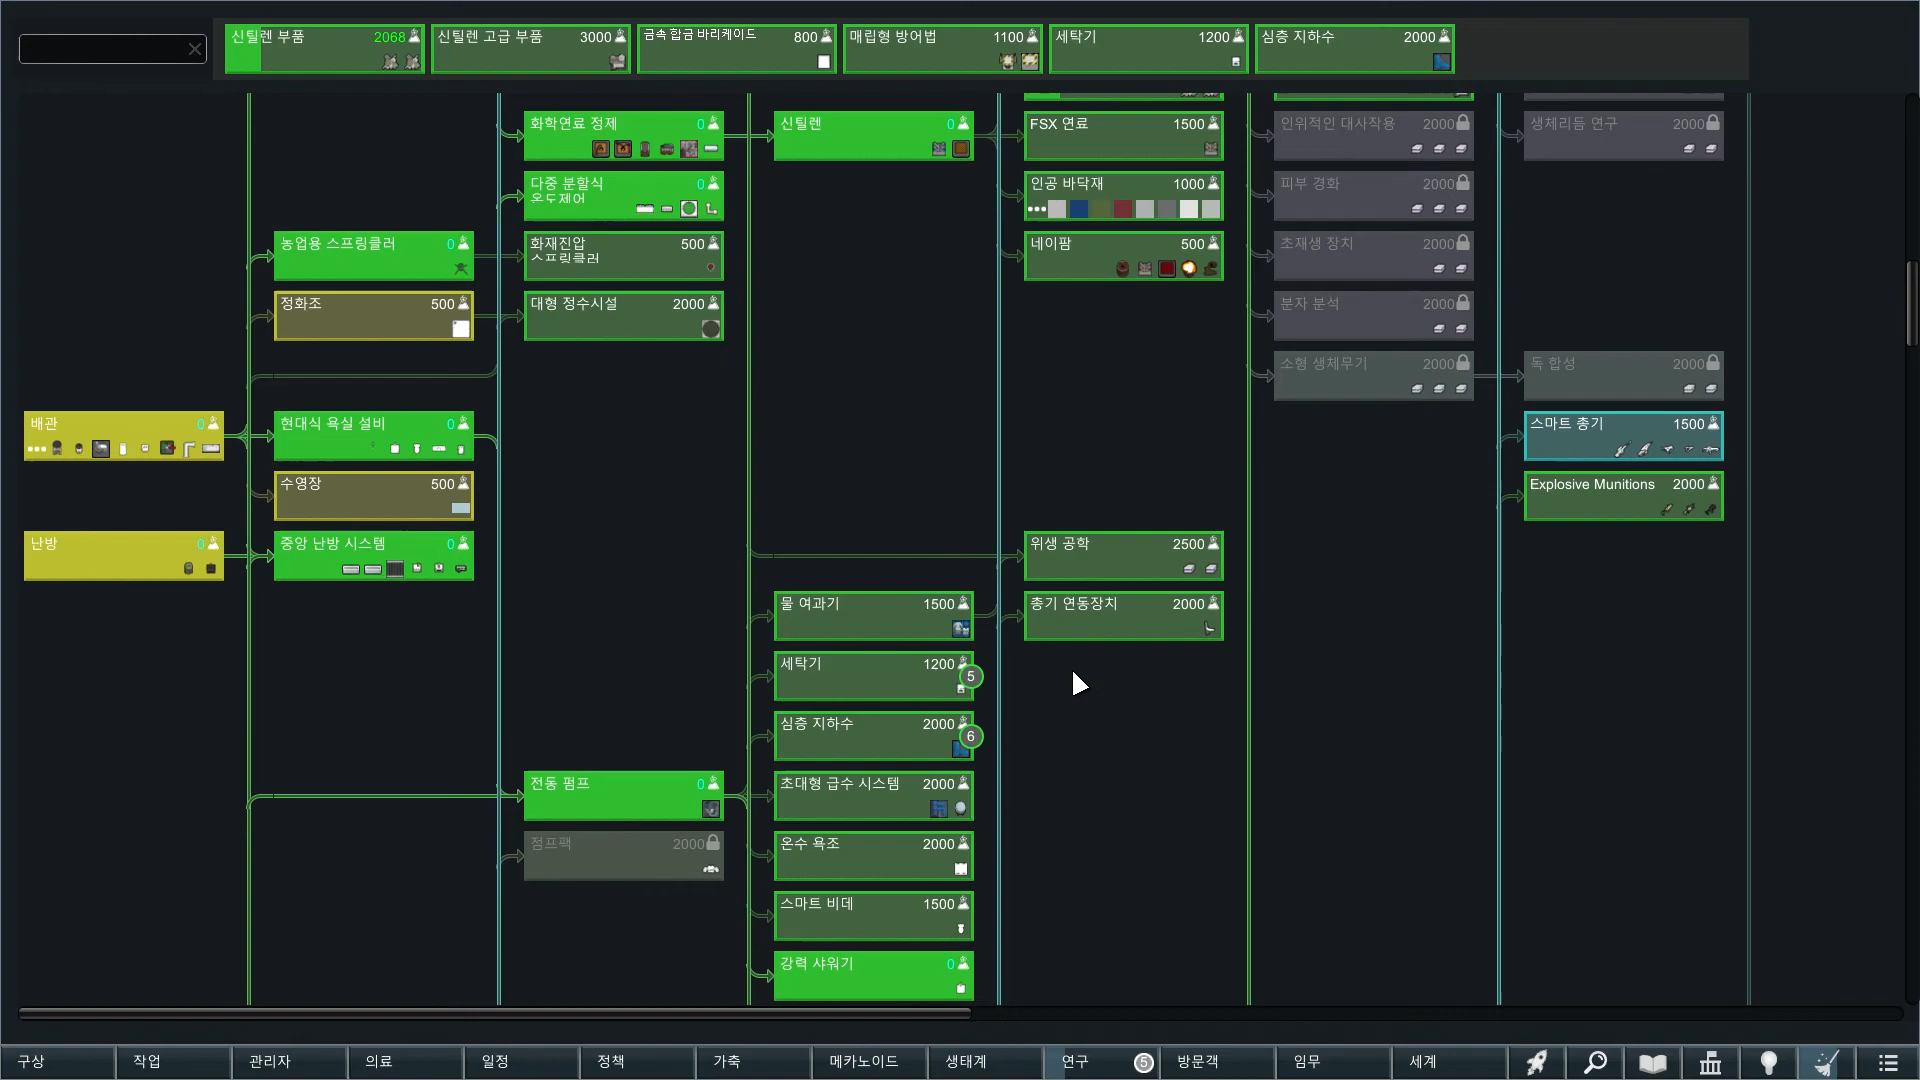 신틸렌 부품 2068
신틸렌 고급 부품 3000
금속 합금 바리케이드 800
매립형 방어법 1100
세탁기 1200
심층 지하수 2000
화학연료 정제 0
신틸렌 0
FSX 연료 1500
인위적인 대사작용 2000
생체리듬 연구 2000
다중 분할식 0
온도제어
인공 바닥재 1000
피부 경화 2000
농업용 스프링클러 0
화재진압 500
스프링클러
네이팜 500
초재생 장치 2000
정화조 500
대형 정수시설 2000
분자 분석 2000
소형 생체무기 2000
독 합성 2000
배관 0
현대식 욕실 설비 0
스마트 총기 1500
수영장 500
Explosive Munitions 2000
난방 0
중앙 난방 시스템 0
위생 공학 2500
물 여과기 1500
총기 연동장치 2000
세탁기 1200
5
심층 지하수 2000
6
전동 펌프 0
초대형 급수 시스템 2000
점프팩 2000
온수 욕조 2000
스마트 비데 1500
강력 샤워기 0
구상 작업 관리자 의료 일정 정책 가축 메카노이드 생태계 연구 5 방문객 임무 세계